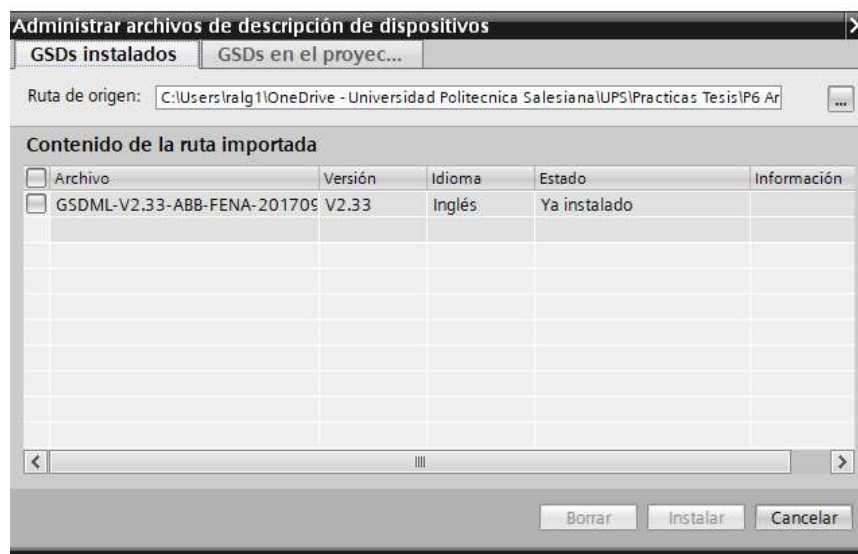 Administrar archivos de descripción de dispositivos
GSDs instalados GSDs en el proyec...
Ruta de origen: C:\Users\ralg1\OneDrive - Universidad Politecnica Salesiana\UPS\Practicas Tesis\P6 Ar ...
Contenido de la ruta importada
Archivo Versión Idioma Estado Información
GSDML-V2.33-ABB-FENA-201709 V2.33 Inglés Ya instalado
Borrar Instalar Cancelar